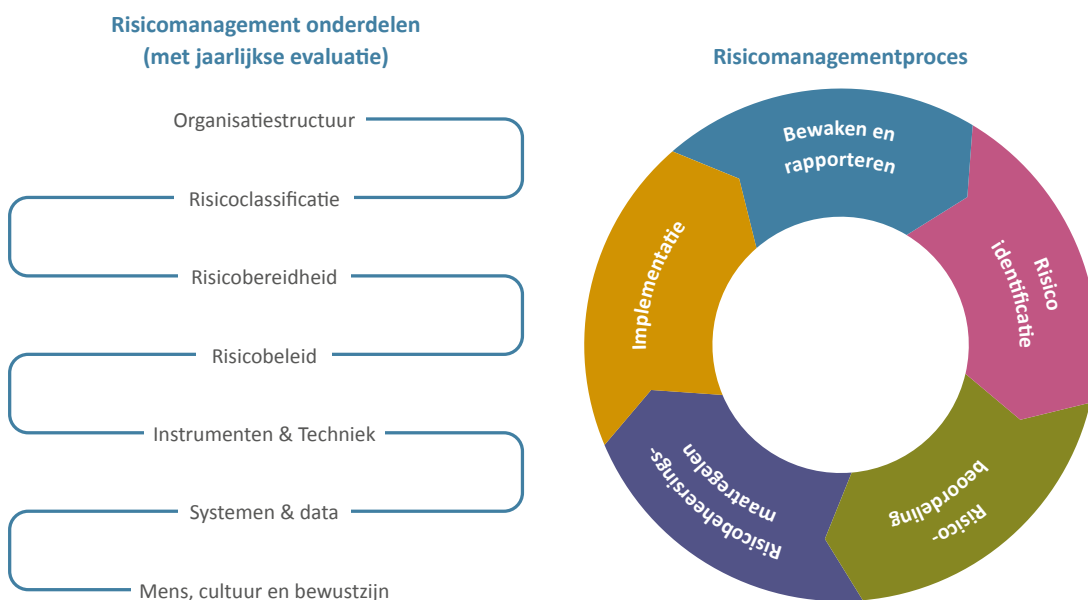 Risicomanagement onderdelen
(met jaarlijkse evaluatie)
Organisatiestructuur
Risicoclassificatie
Risicobereidheid
Risicobeleid
Instrumenten & Techniek
Systemen & data
Mens, cultuur en bewustzijn
Risicomanagementproces
Bewaken en
rapporteren
Risico
identificatie
Risico-
beoordeling
Risicobeheersings-
maatregelen
Implementatie